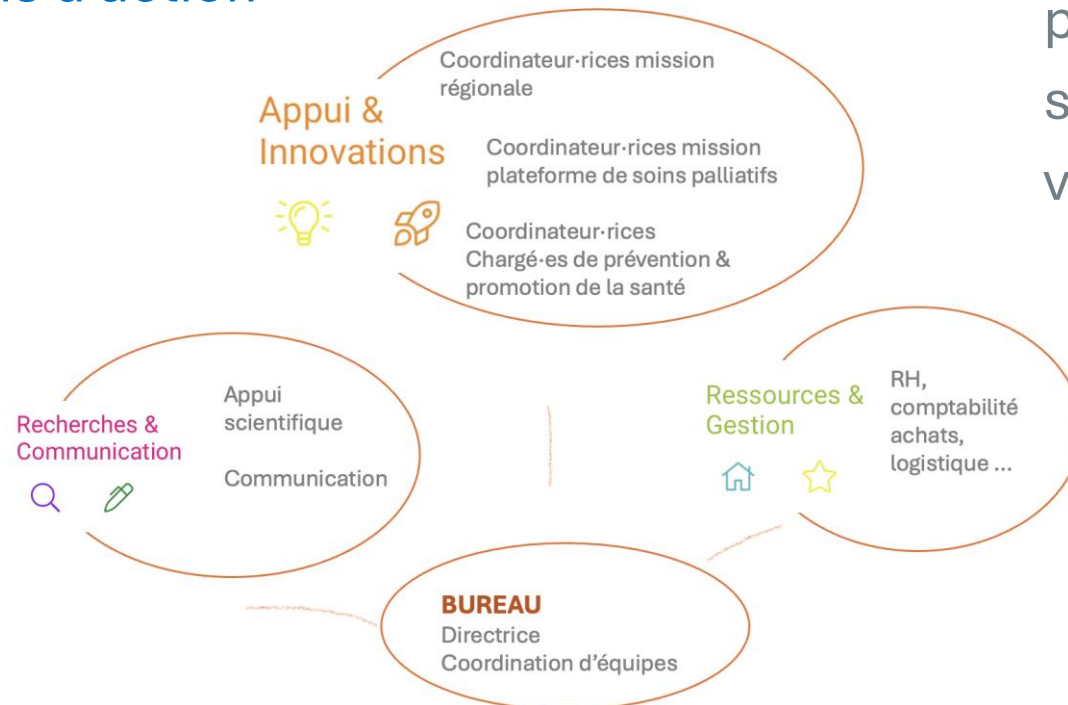 d'action
Coordinateur·rices mission
régionale
Appui &
Innovations
Coordinateur·rices mission
plateforme de soins palliatifs
Coordinateur·rices
Chargé·es de prévention &
promotion de la santé
Recherches &
Communication
Appui
scientifique
Communication
Ressources &
Gestion
RH,
comptabilité
achats,
logistique ...
BUREAU
Directrice
Coordination d'équipes